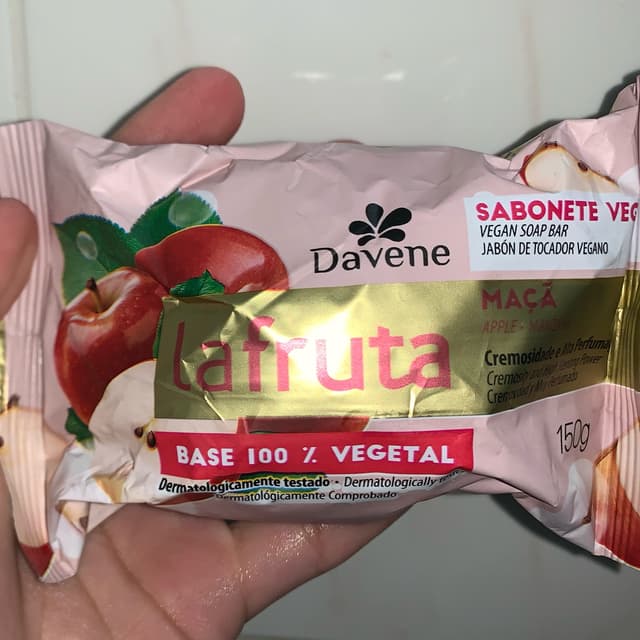 Davene
SABONETE VEG
VEGAN SOAP BAR
JABÓN DE TOCADOR VEGANO
lafruta
MAÇÃ
APPLE •
Cremosidade e Alta Perfuma
BASE 100 % VEGETAL
150g
Dermatologicamente testado • Dermatologically
Dermatológicamente Comprobado